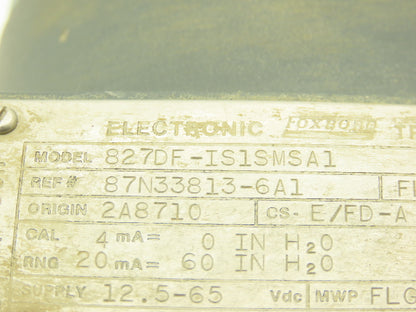 ELECTRONIC FOXBORO
MODEL 827DF-IS1SMSA1
REF# 87N33813-6A1
ORIGIN 2A8710 CS- E/FD-A
CAL 4 mA= 0 IN H2O
RNG 20 mA= 60 IN H2O
SUPPLY 12.5-65 Vdc MWP FLG